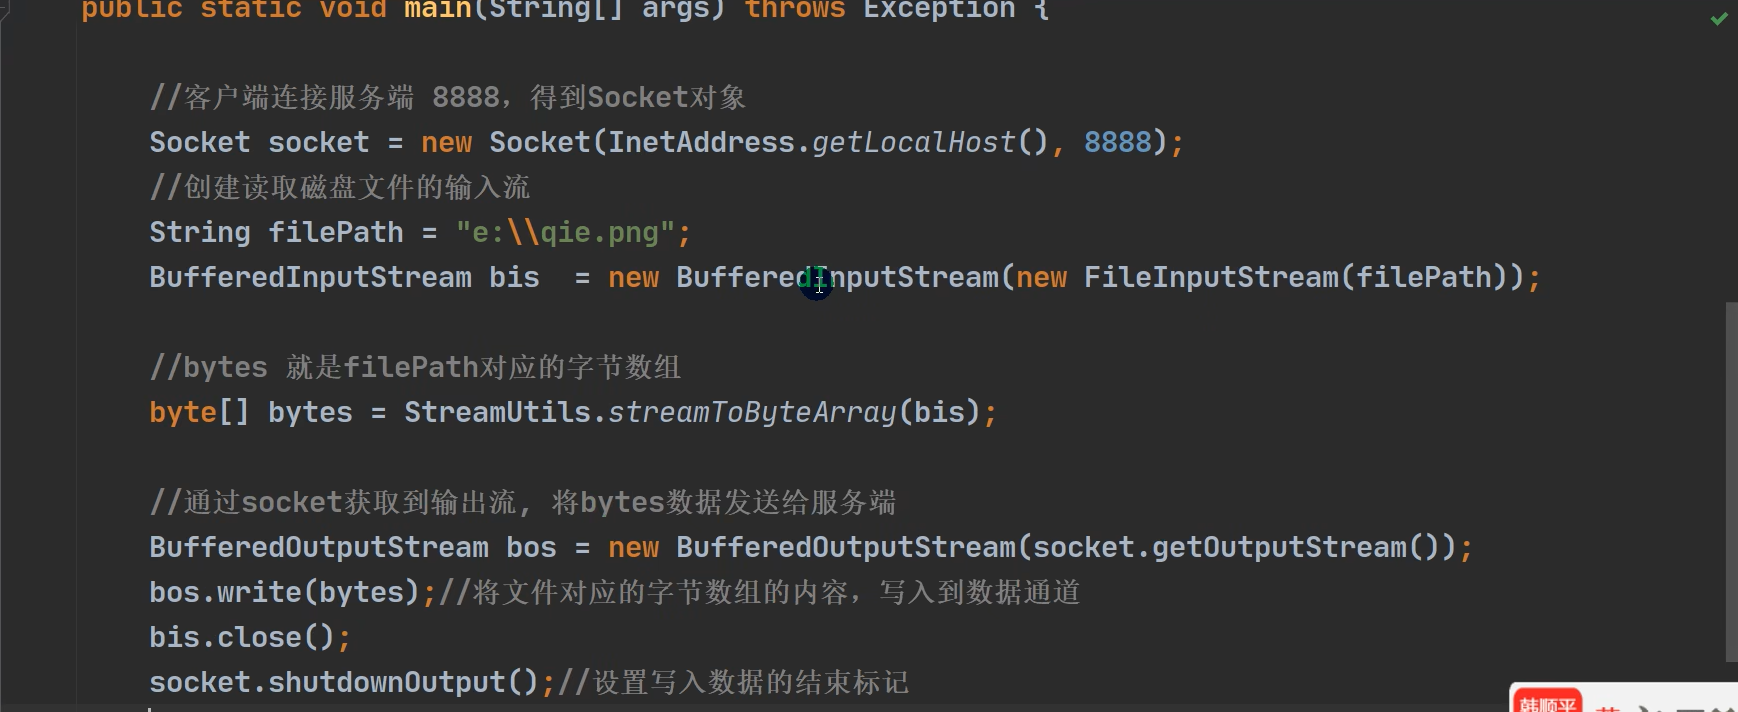 public static void main(String[] args) throws Exception {
//客户端连接服务端 8888，得到Socket对象
Socket socket = new Socket(InetAddress.getLocalHost(), 8888);
//创建读取磁盘文件的输入流
String filePath = "e:\\qie.png";
BufferedInputStream bis  = new BufferedInputStream(new FileInputStream(filePath));
//bytes 就是filePath对应的字节数组
byte[] bytes = StreamUtils.streamToByteArray(bis);
//通过socket获取到输出流, 将bytes数据发送给服务端
BufferedOutputStream bos = new BufferedOutputStream(socket.getOutputStream());
bos.write(bytes);//将文件对应的字节数组的内容，写入到数据通道
bis.close();
socket.shutdownOutput();//设置写入数据的结束标记
韩顺平